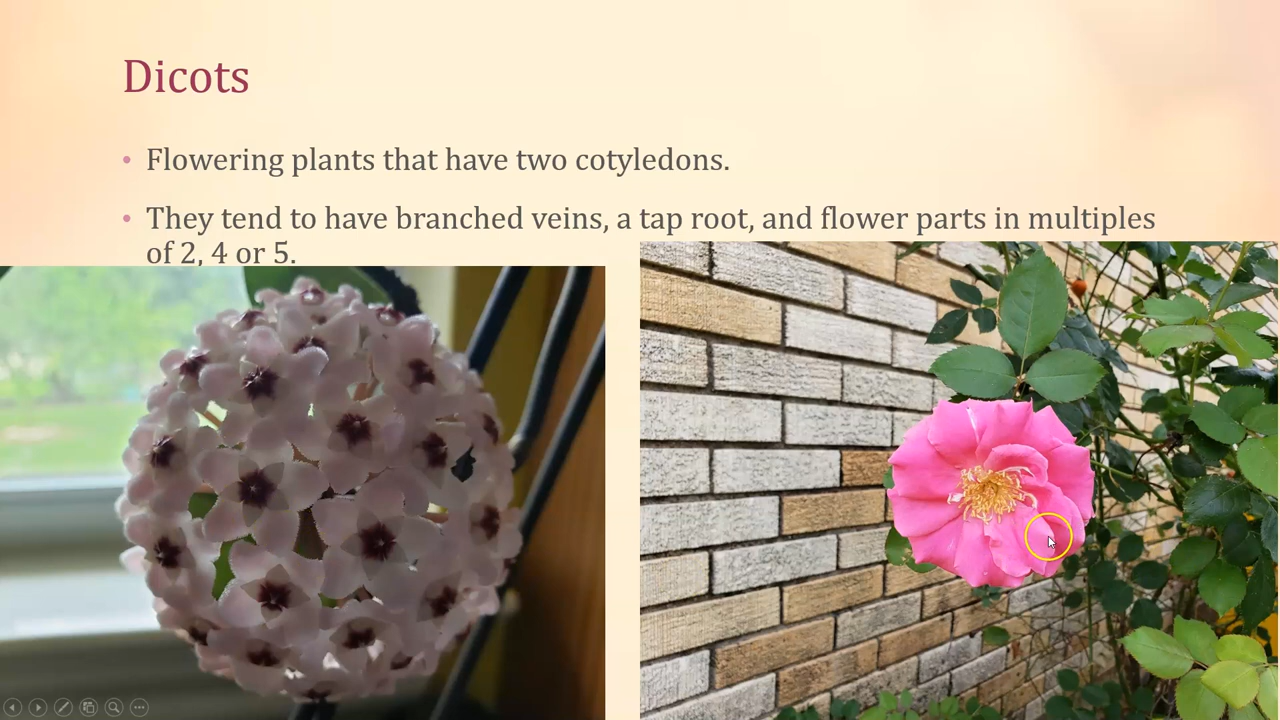 Dicots
• Flowering plants that have two cotyledons.
• They tend to have branched veins, a tap root, and flower parts in multiples
of 2, 4 or 5.